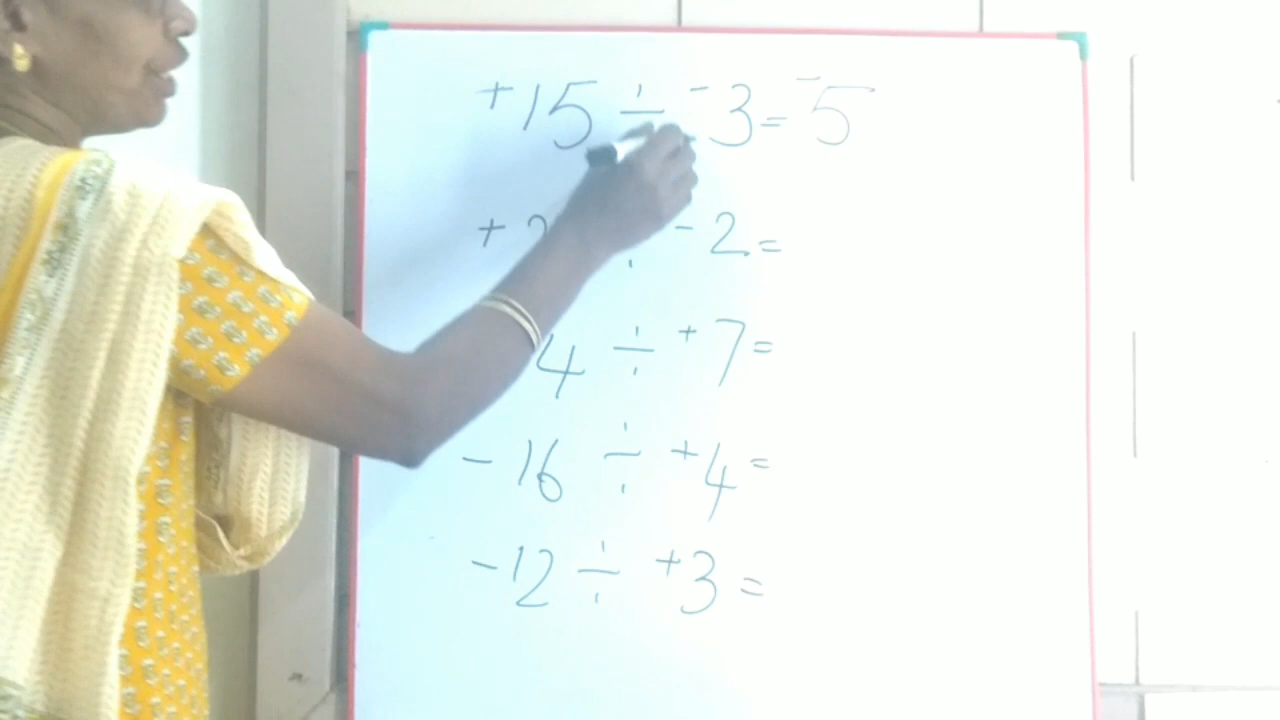 +15 ÷ -3 = -5
+2 ÷ -2 =
4 ÷ +7 =
-16 ÷ +4 =
-12 ÷ +3 =